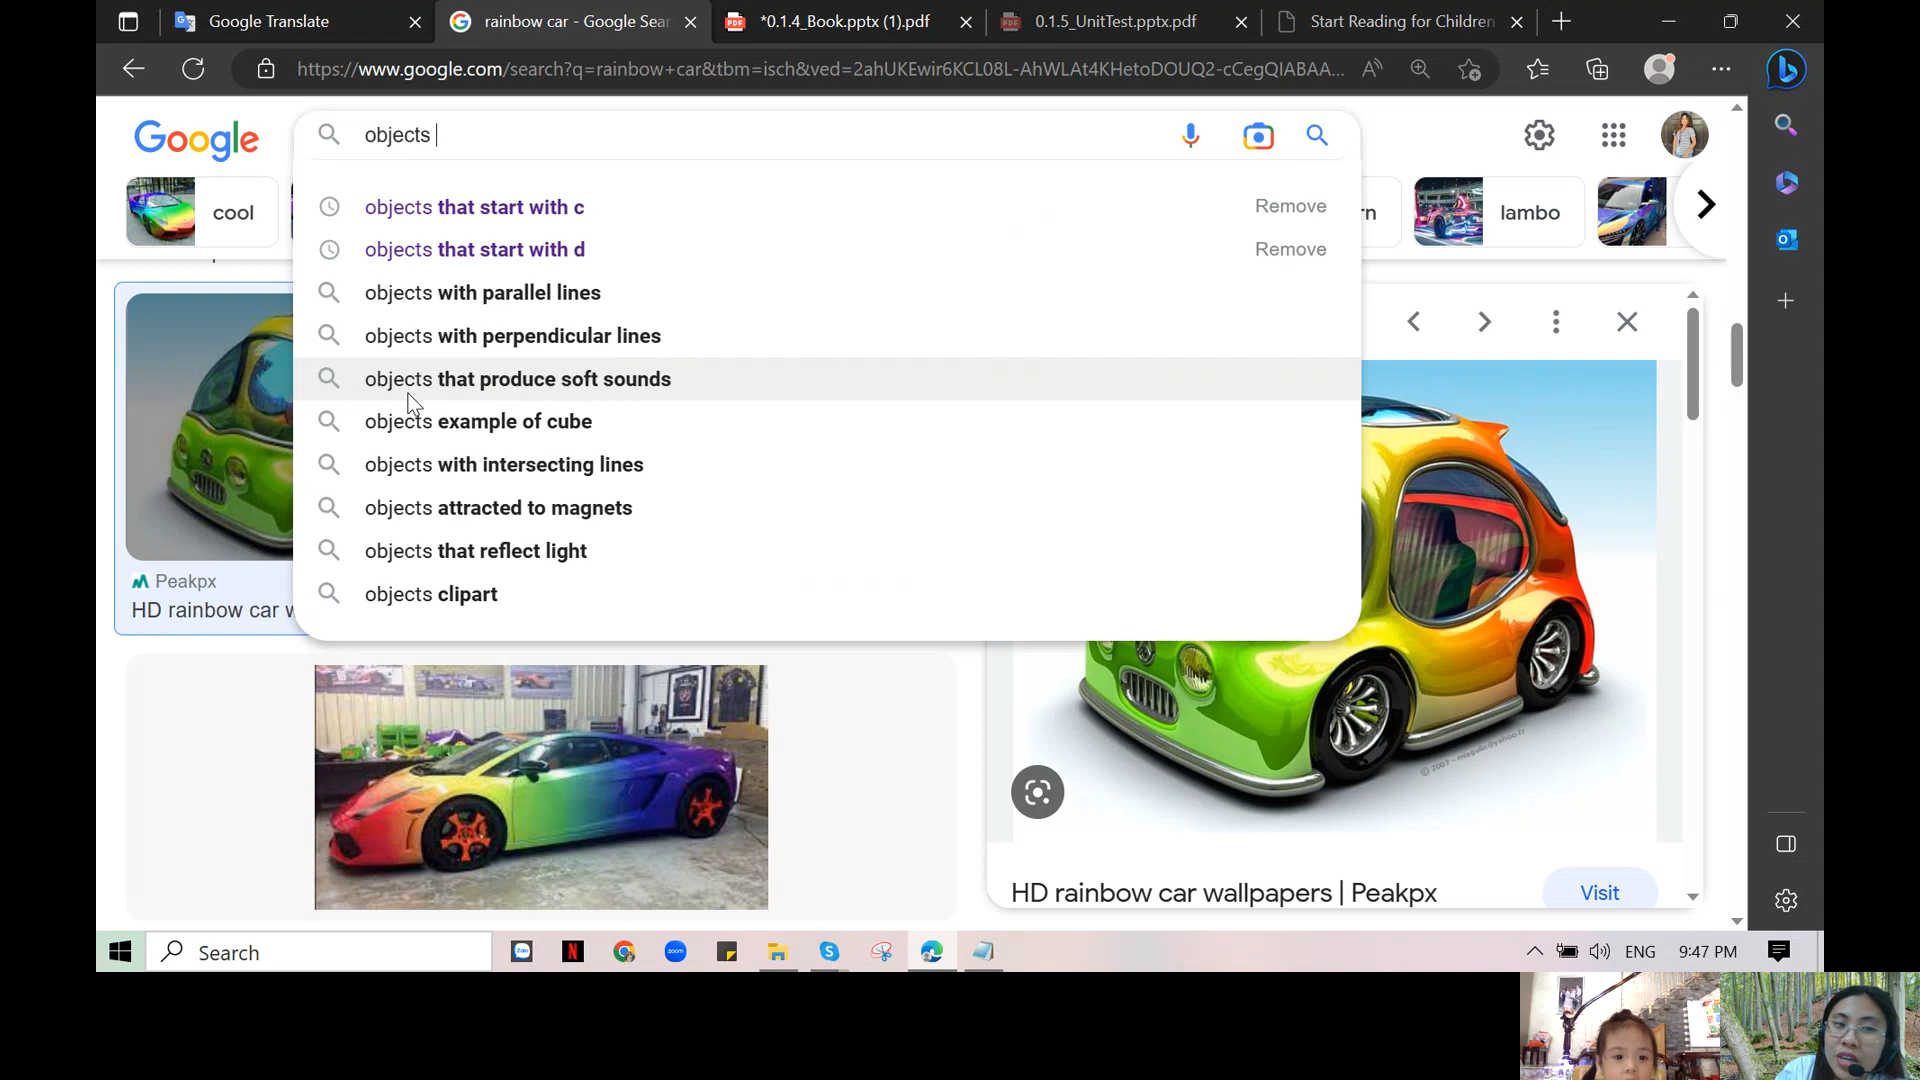 Google Translate
rainbow car - Google Sear
*0.1.4_Book.pptx (1).pdf
0.1.5_UnitTest.pptx.pdf
Start Reading for Children
https://www.google.com/search?q=rainbow+car&tbm=isch&ved=2ahUKEwir6KCL08L-AhWLAt4KHetoDOUQ2-cCegQIABAA...
Google
objects
cool
rn
lambo
objects that start with c
Remove
objects that start with d
Remove
objects with parallel lines
objects with perpendicular lines
objects that produce soft sounds
objects example of cube
objects with intersecting lines
objects attracted to magnets
objects that reflect light
objects clipart
Peakpx
HD rainbow car w
HD rainbow car wallpapers | Peakpx
Visit
Search
ENG
9:47 PM